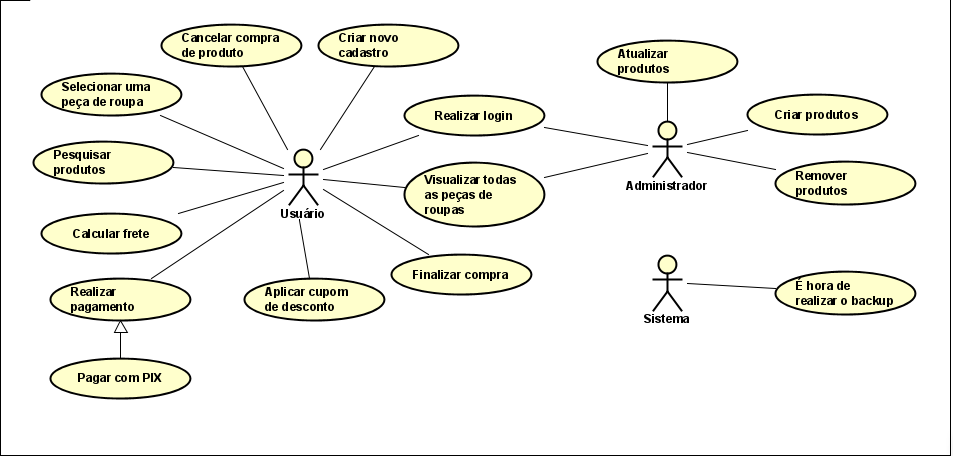 Cancelar compra
de produto
Criar novo
cadastro
Atualizar
produtos
Selecionar uma
peça de roupa
Realizar login
Criar produtos
Pesquisar
produtos
Visualizar todas
as peças de
roupas
Usuário
Administrador
Remover
produtos
Calcular frete
Finalizar compra
Realizar
pagamento
Aplicar cupom
de desconto
Sistema
É hora de
realizar o backup
Pagar com PIX